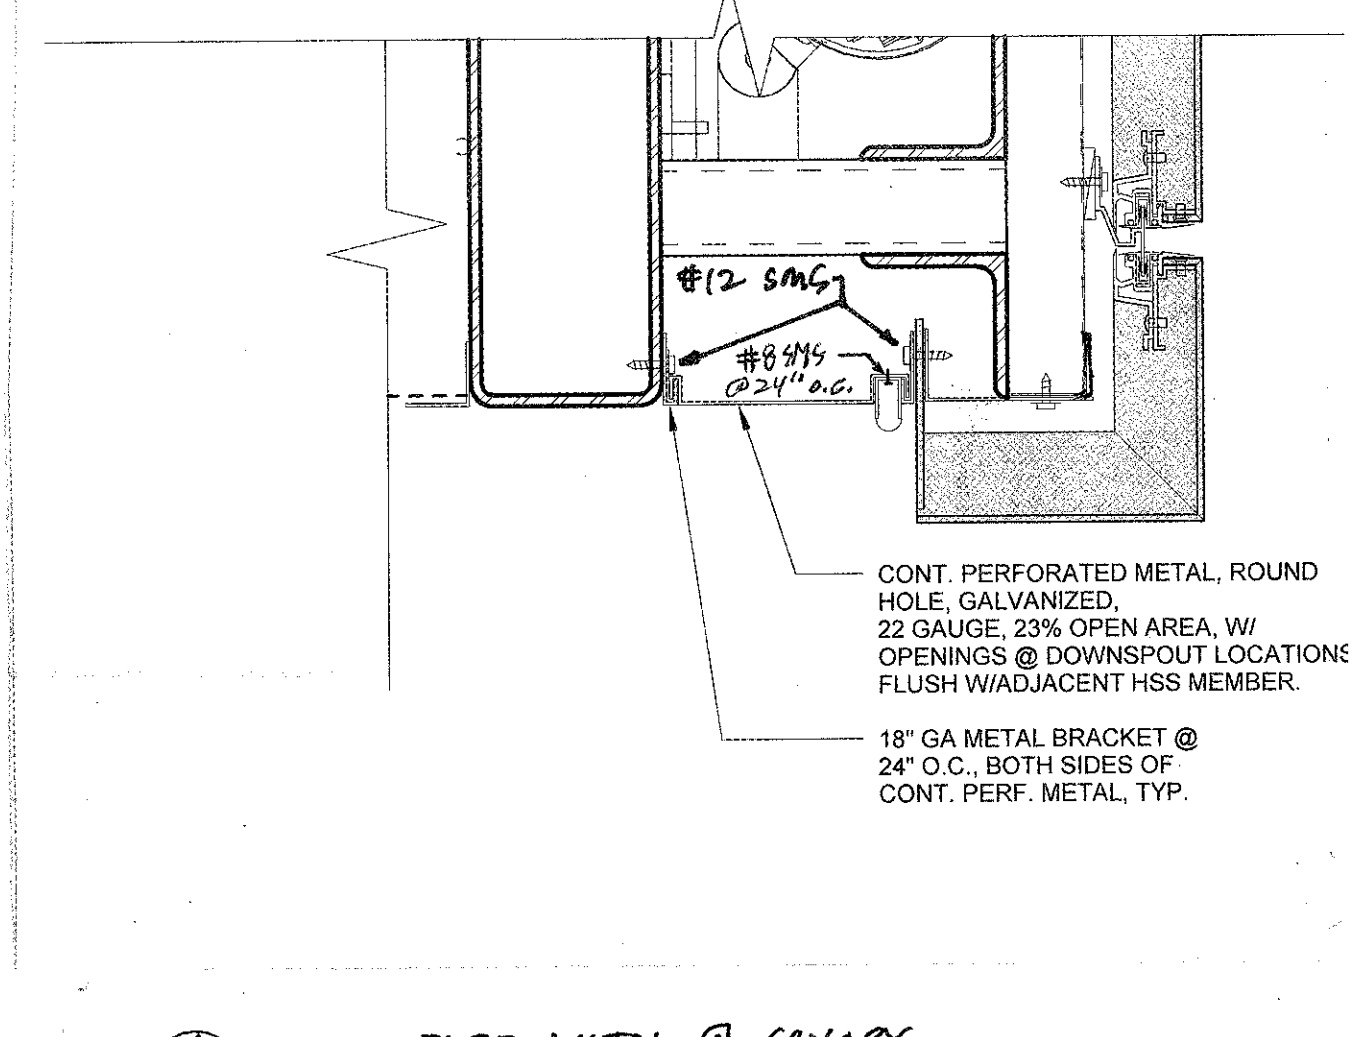 #12 SMS
#8 SMS
@ 24" O.C.
CONT. PERFORATED METAL, ROUND
HOLE, GALVANIZED,
22 GAUGE, 23% OPEN AREA, W/
OPENINGS @ DOWNSPOUT LOCATIONS
FLUSH W/ADJACENT HSS MEMBER.
18" GA METAL BRACKET @
24" O.C., BOTH SIDES OF
CONT. PERF. METAL, TYP.
METAL @